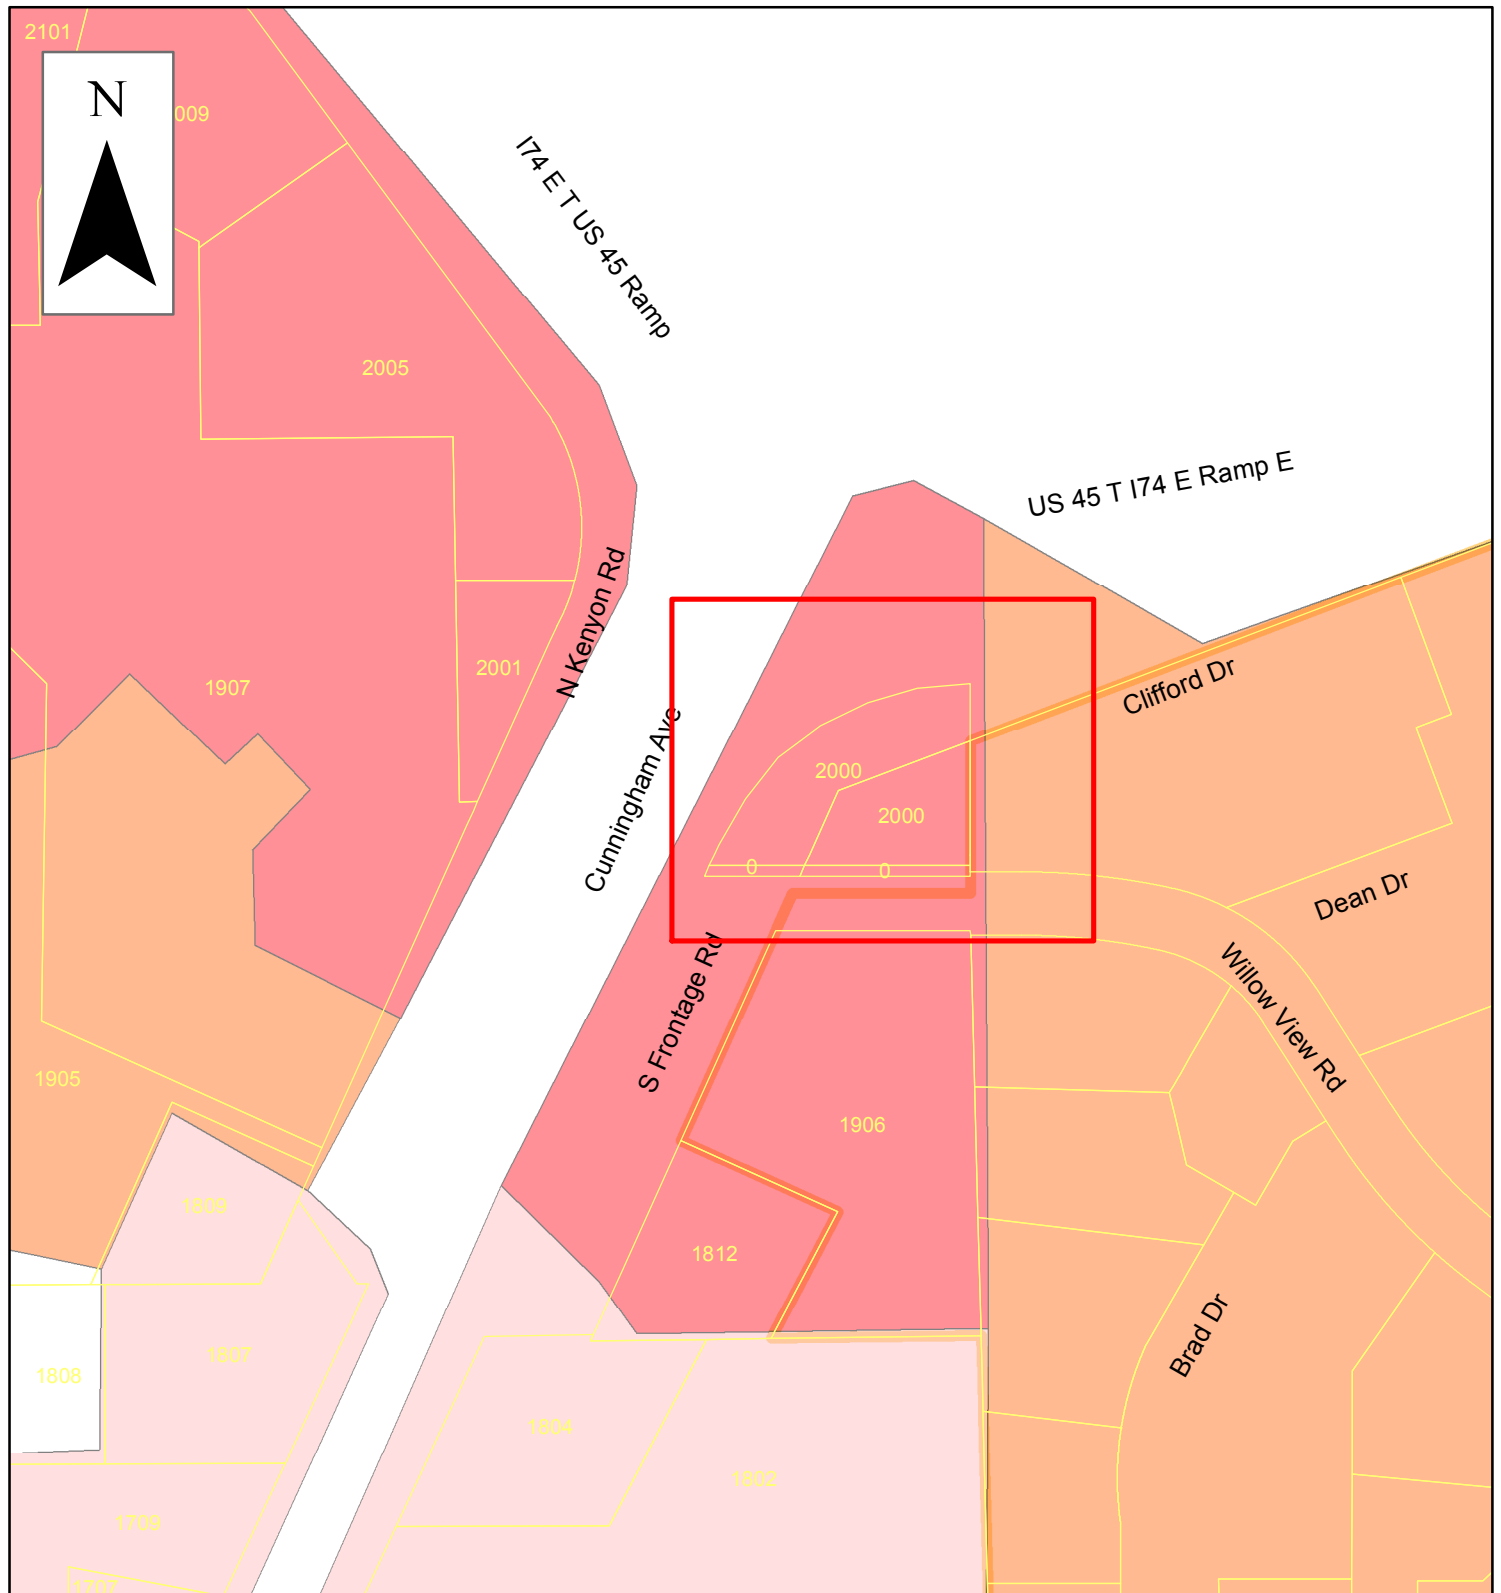 2101
N
009
I74 E T US 45 Ramp
2005
US 45 T I74 E Ramp E
N Kenyon Rd
2001
1907
Clifford Dr
Cunningham Ave
2000
2000
0
0
Dean Dr
S Frontage Rd
Willow View Rd
1905
1906
1809
1812
Brad Dr
1807
1808
1804
1802
1709
1707